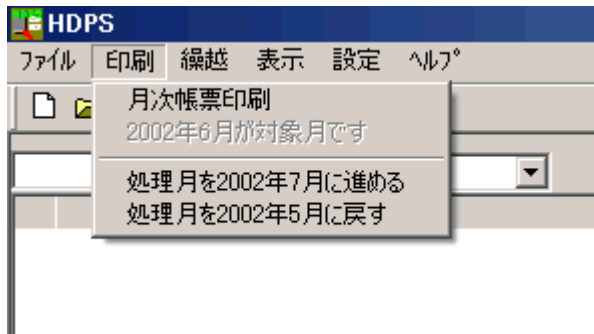 HDPS
ﾌｧｲﾙ 印刷 繰越 表示 設定 ﾍﾙﾌﾟ
月次帳票印刷
2002年6月が対象月です
処理月を2002年7月に進める
処理月を2002年5月に戻す